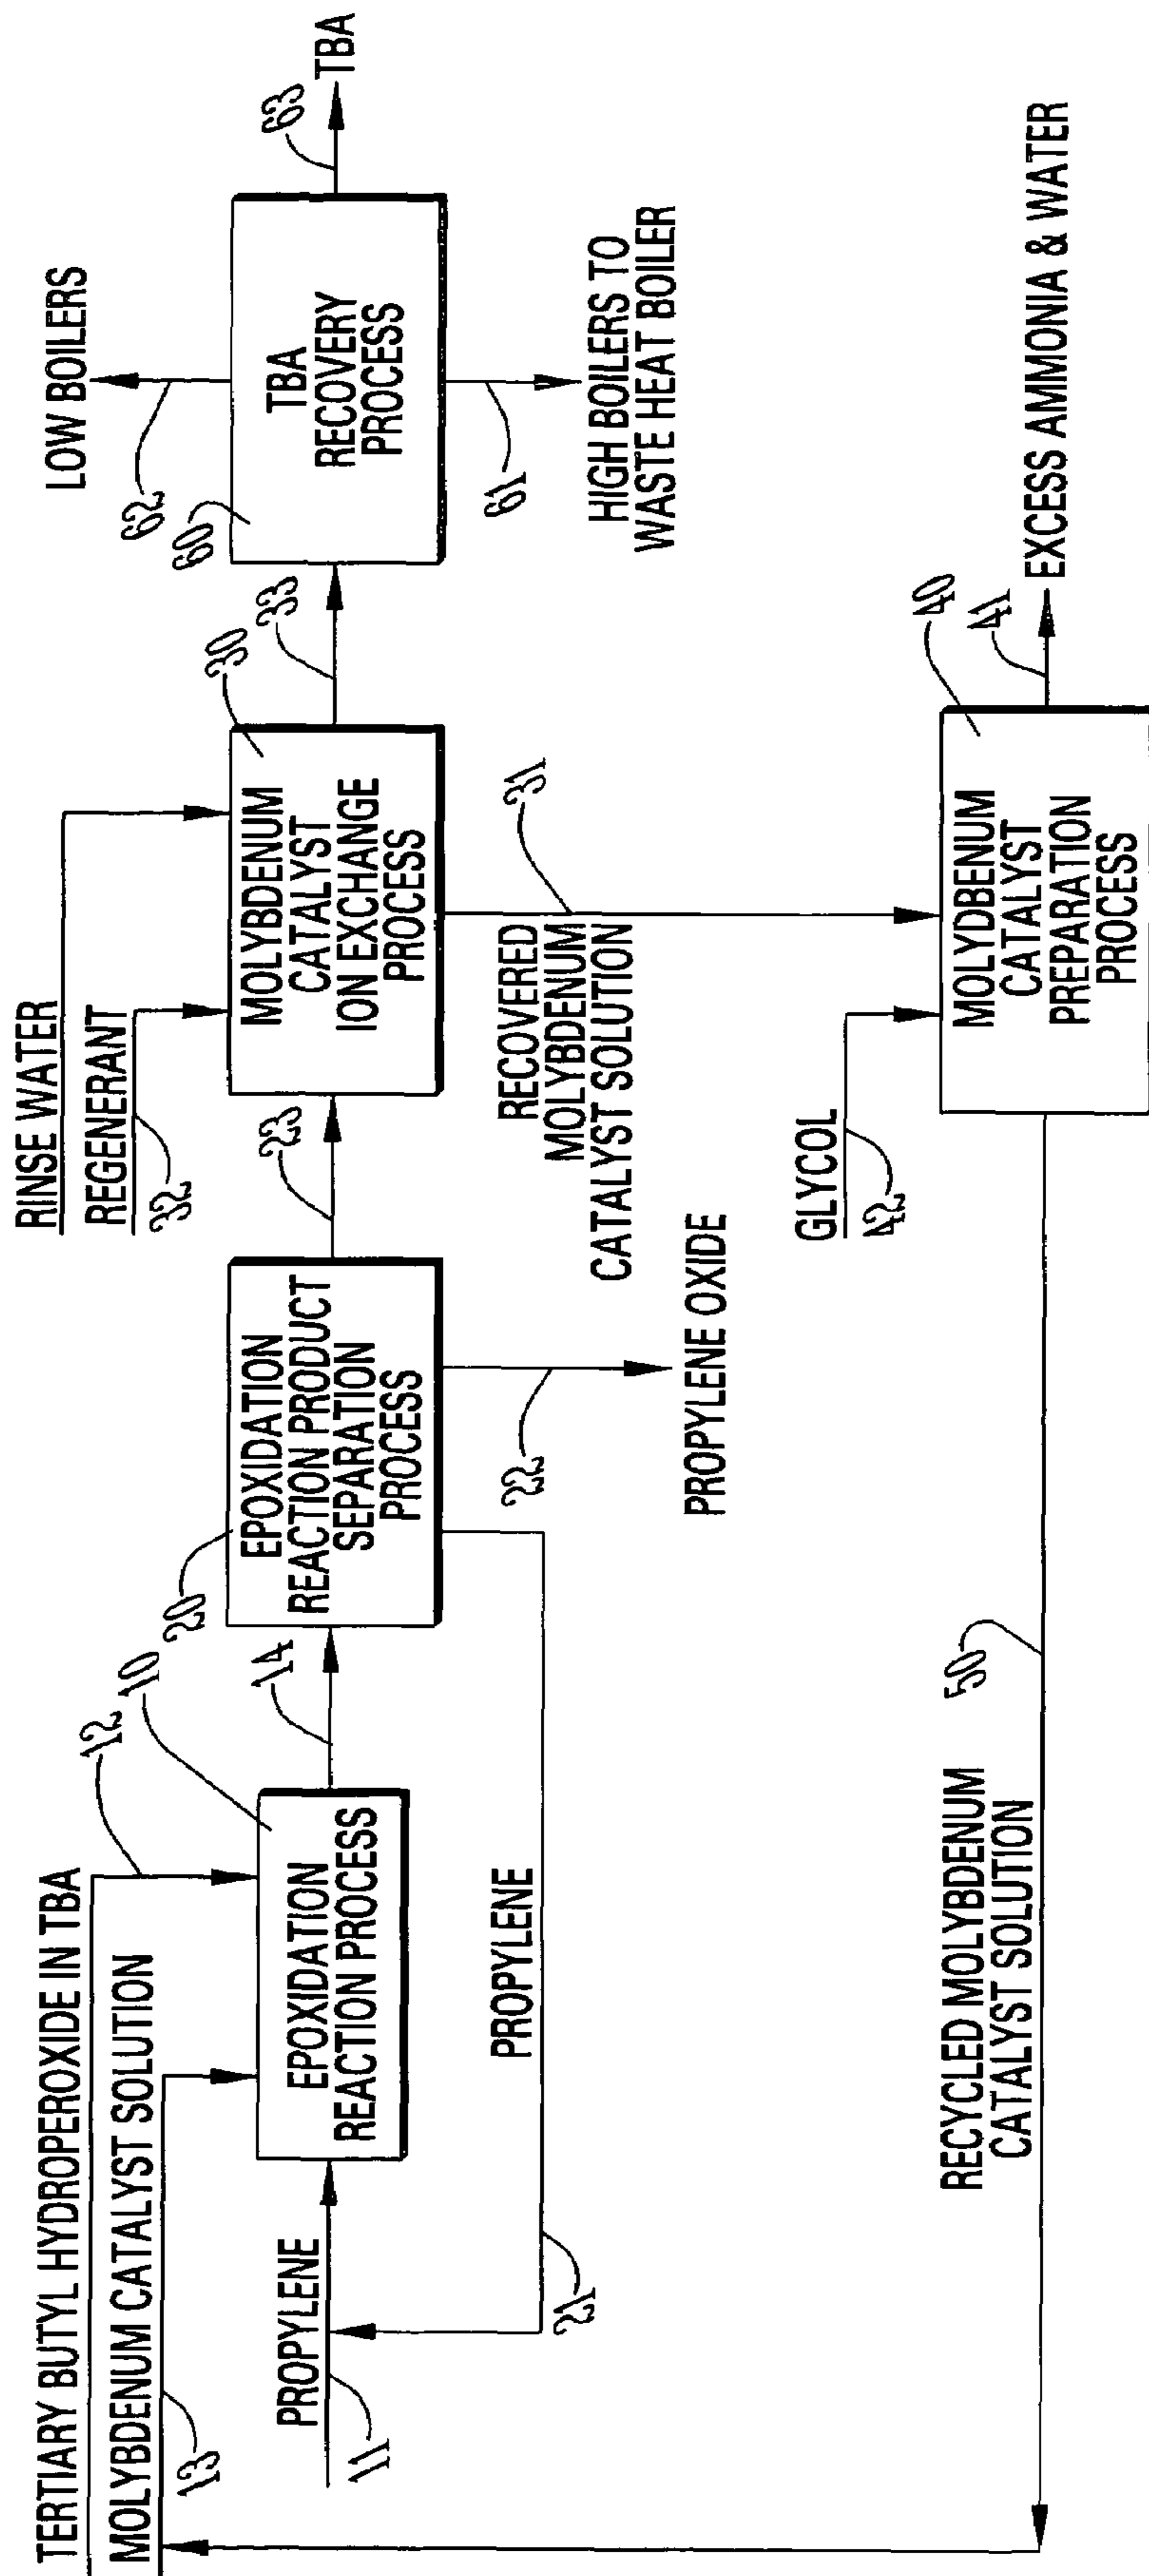 TERTIARY BUTYL HYDROPEROXIDE IN TBA
12
MOLYBDENUM CATALYST SOLUTION
13
10
PROPYLENE
11
EPOXIDATION
REACTION PROCESS
14
PROPYLENE
21
20
EPOXIDATION
REACTION PRODUCT
SEPARATION
PROCESS
22
PROPYLENE OXIDE
23
RINSE WATER
REGENERANT
32
30
MOLYBDENUM
CATALYST
ION EXCHANGE
PROCESS
31
RECOVERED
MOLYBDENUM
CATALYST SOLUTION
33
LOW BOILERS
62
60
TBA
RECOVERY
PROCESS
63
TBA
61
HIGH BOILERS TO
WASTE HEAT BOILER
GLYCOL
42
40
MOLYDBENUM
CATALYST
PREPARATION
PROCESS
41
EXCESS AMMONIA & WATER
50
RECYCLED MOLYBDENUM
CATALYST SOLUTION